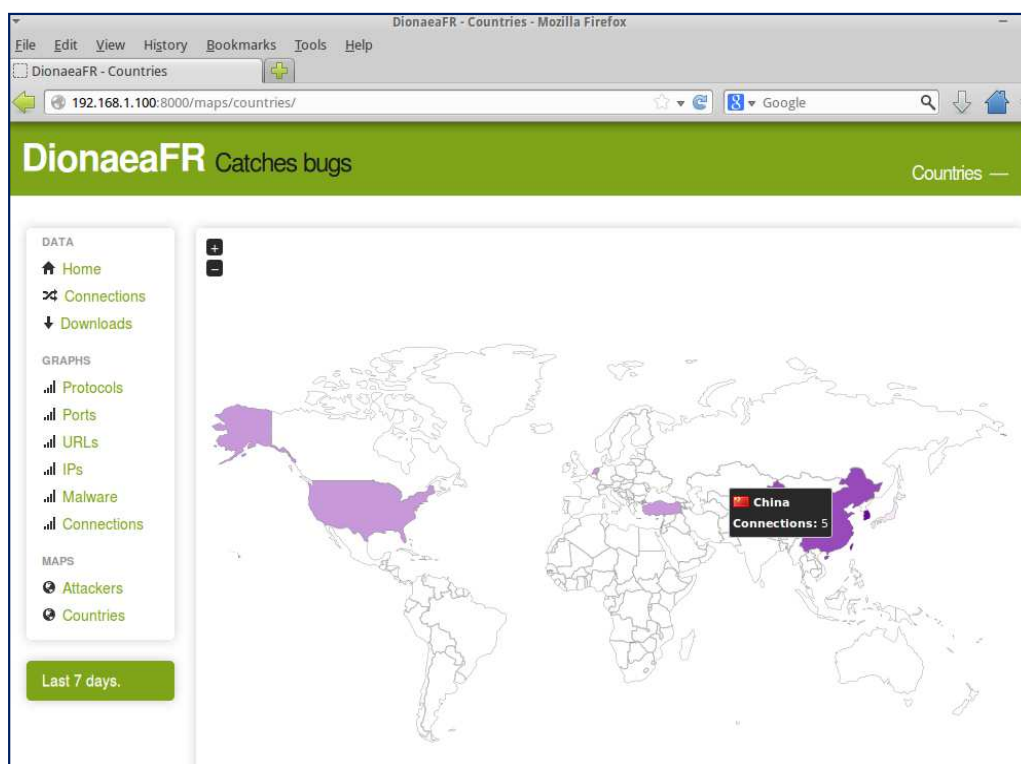 DionaeaFR - Countries - Mozilla Firefox
File Edit View History Bookmarks Tools Help
DionaeaFR - Countries
192.168.1.100:8000/maps/countries/ Google
DionaeaFR Catches bugs
Countries —
DATA
Home
Connections
Downloads
GRAPHS
Protocols
Ports
URLs
IPs
Malware
Connections
MAPS
Attackers
Countries
Last 7 days.
+
−
China
Connections: 5